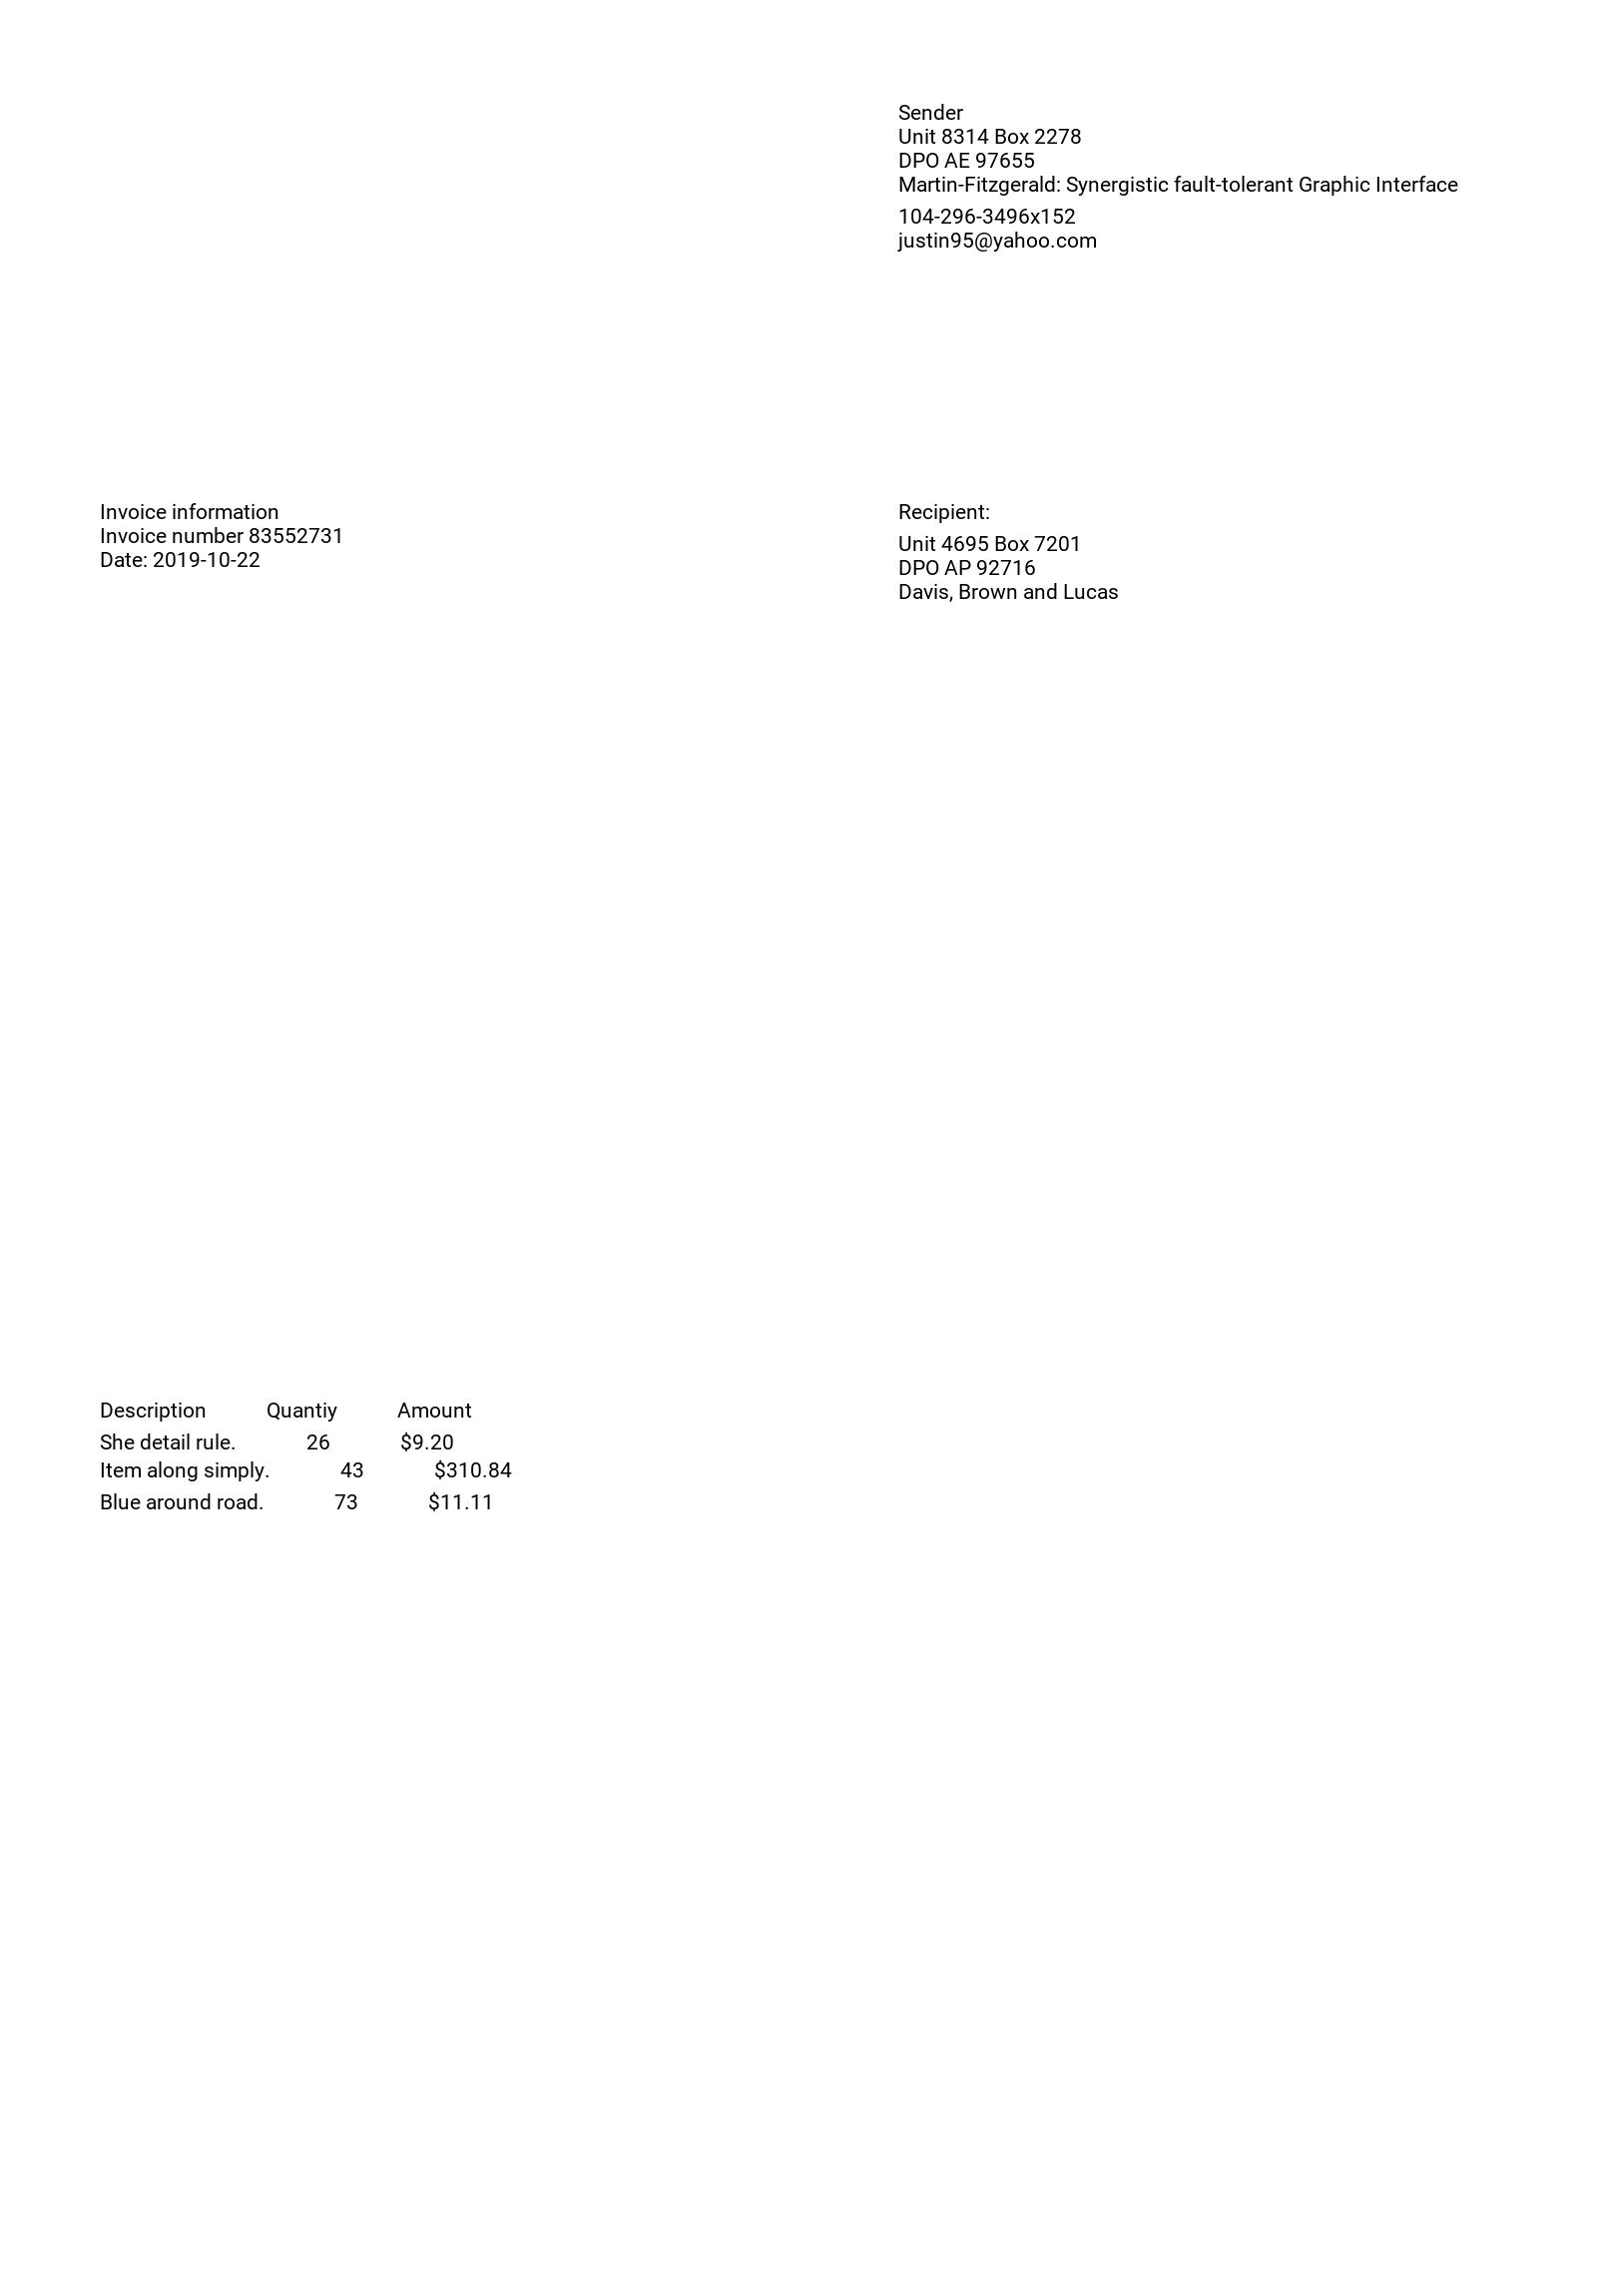 Sender
Unit 8314 Box 2278
DPO AE 97655
Martin-Fitzgerald: Synergistic fault-tolerant Graphic Interface
104-296-3496x152
justin95@yahoo.com
Invoice information
Invoice number 83552731
Date: 2019-10-22
Recipient:
Unit 4695 Box 7201
DPO AP 92716
Davis, Brown and Lucas
Description Quantiy Amount
She detail rule. 26 $9.20
Item along simply. 43 $310.84
Blue around road. 73 $11.11